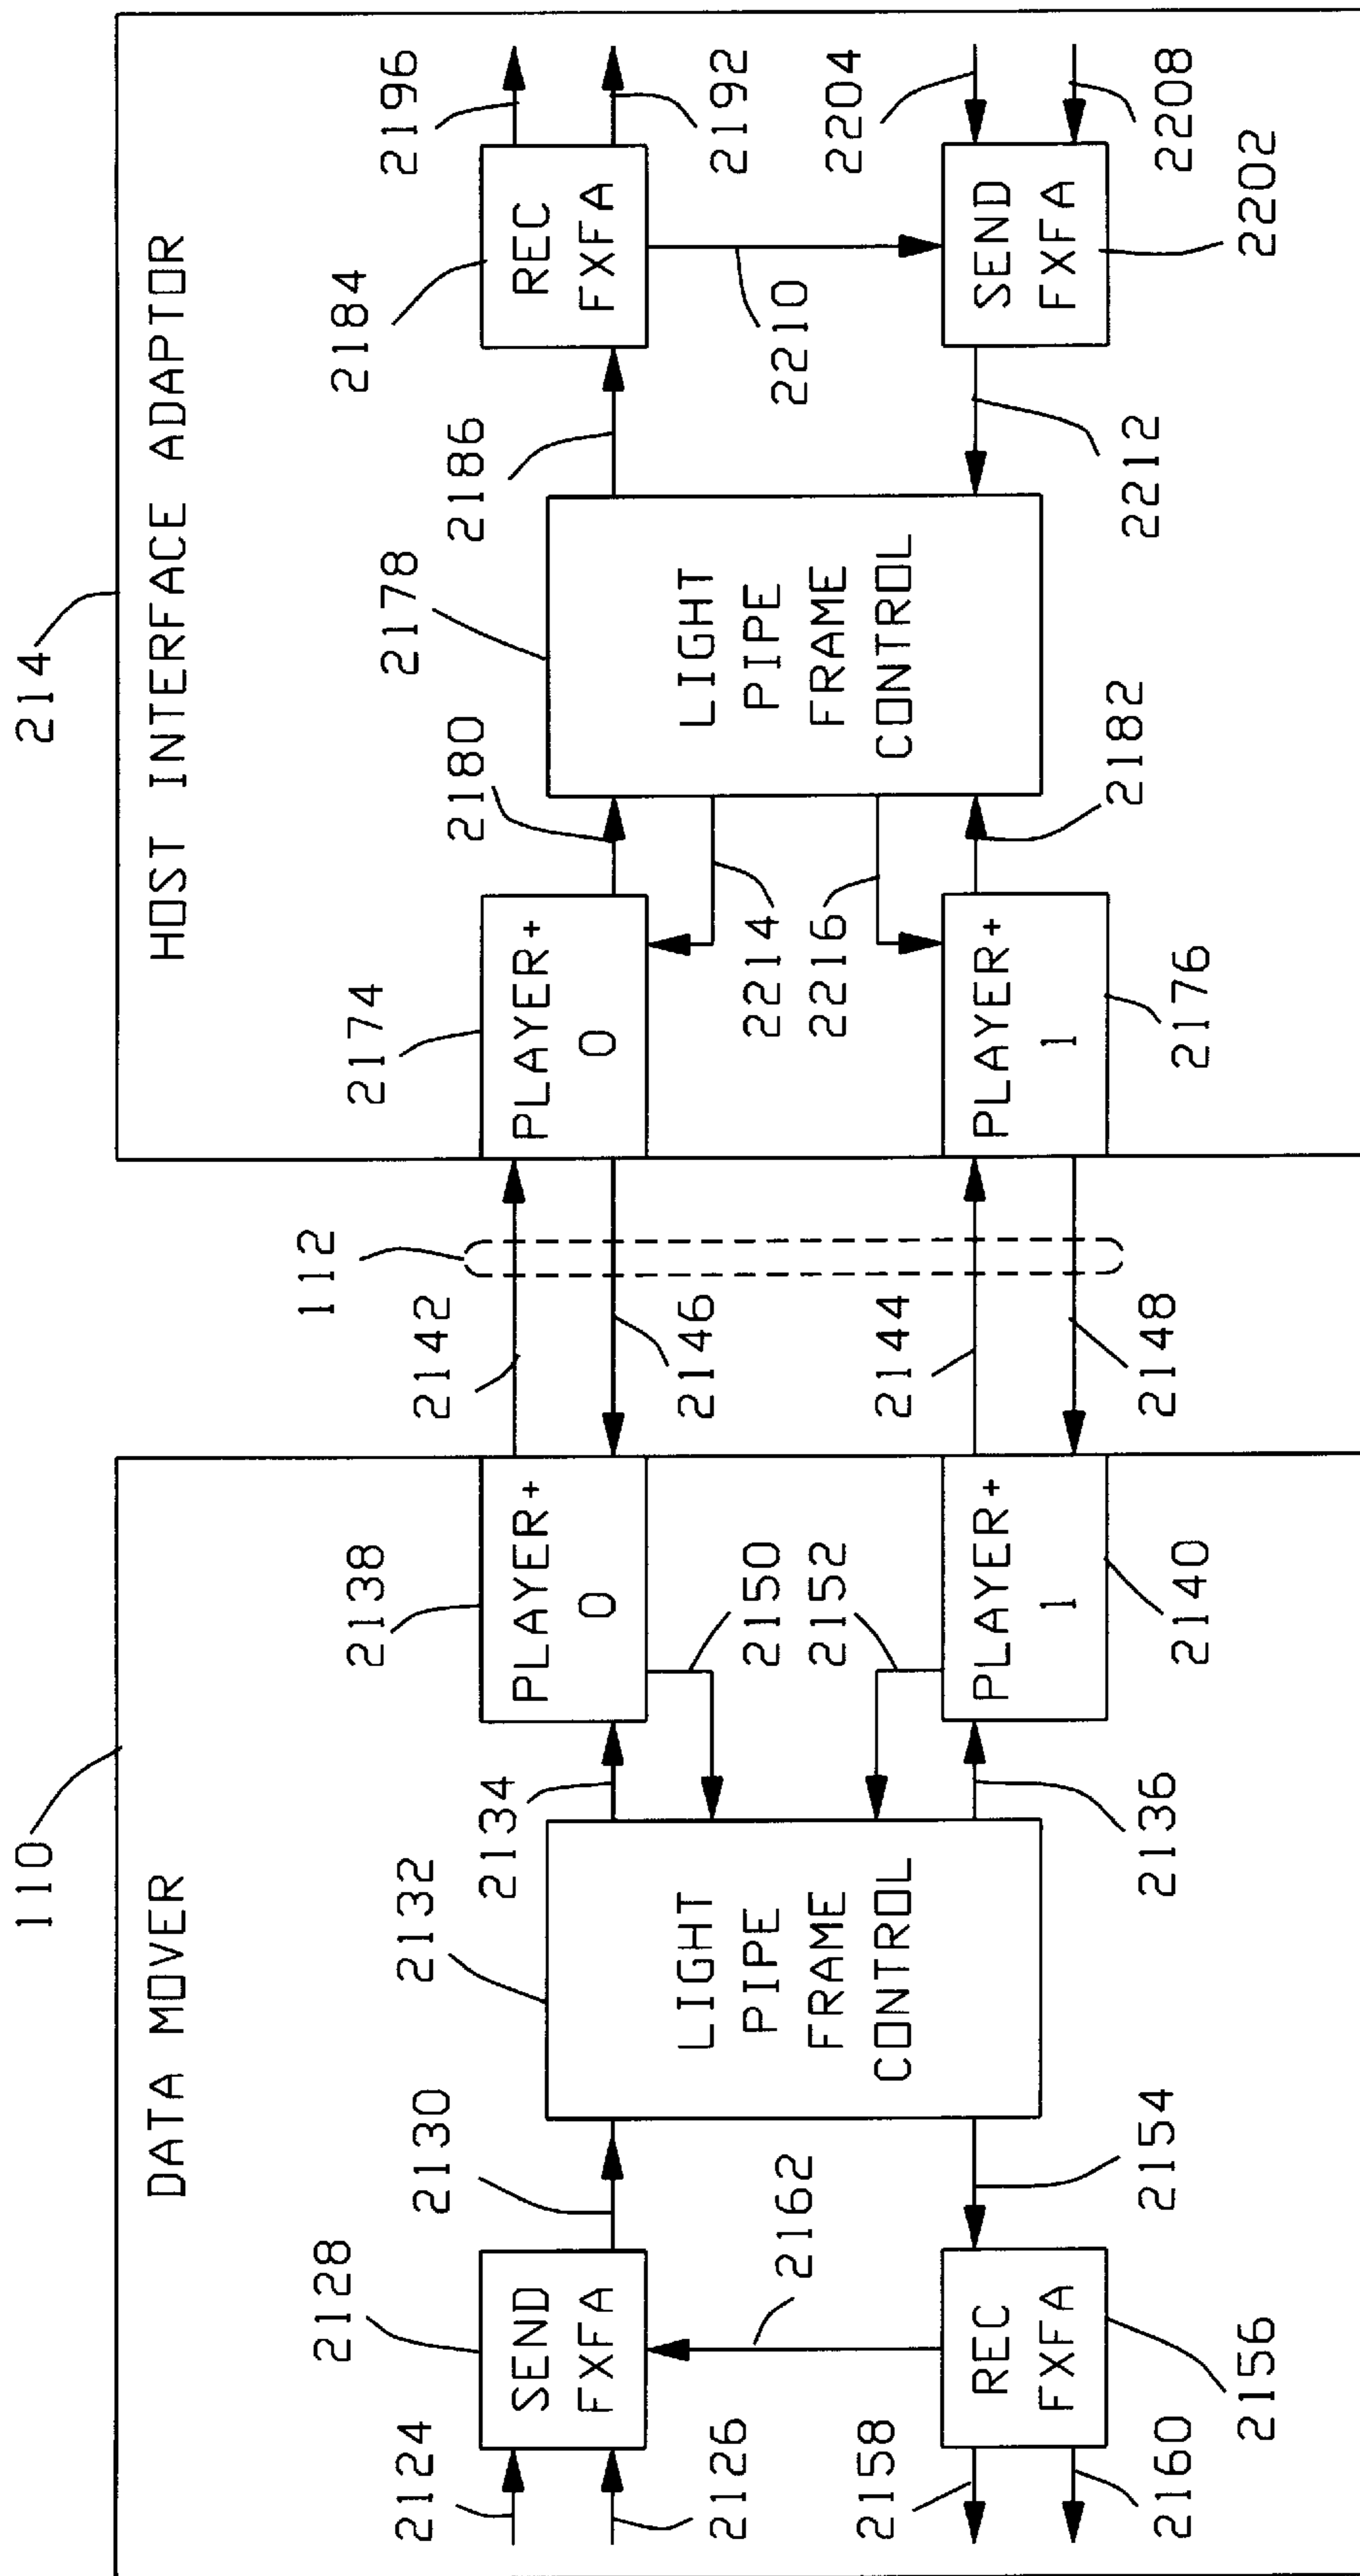 110
214
DATA MOVER
HOST INTERFACE ADAPTOR
2124
2126
2128
SEND
FXFA
2130
2132
LIGHT
PIPE
FRAME
CONTROL
2134
2138
PLAYER+
0
2150
2152
2162
2158
2160
REC
FXFA
2156
2154
2136
PLAYER+
1
2140
112
2142
2146
2144
2148
2174
PLAYER+
0
2180
2178
LIGHT
PIPE
FRAME
CONTROL
2186
2184
REC
FXFA
2196
2192
2214
2216
2210
2204
2208
PLAYER+
1
2176
2182
2212
SEND
FXFA
2202